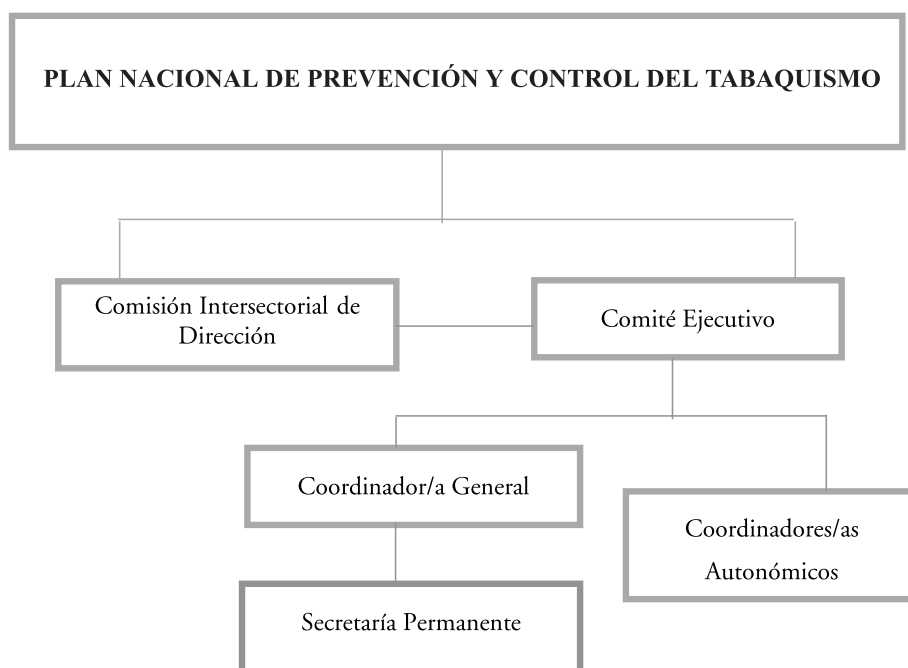 PLAN NACIONAL DE PREVENCIÓN Y CONTROL DEL TABAQUISMO
Comisión Intersectorial de
Dirección
Comité Ejecutivo
Coordinador/a General
Coordinadores/as
Autonómicos
Secretaría Permanente